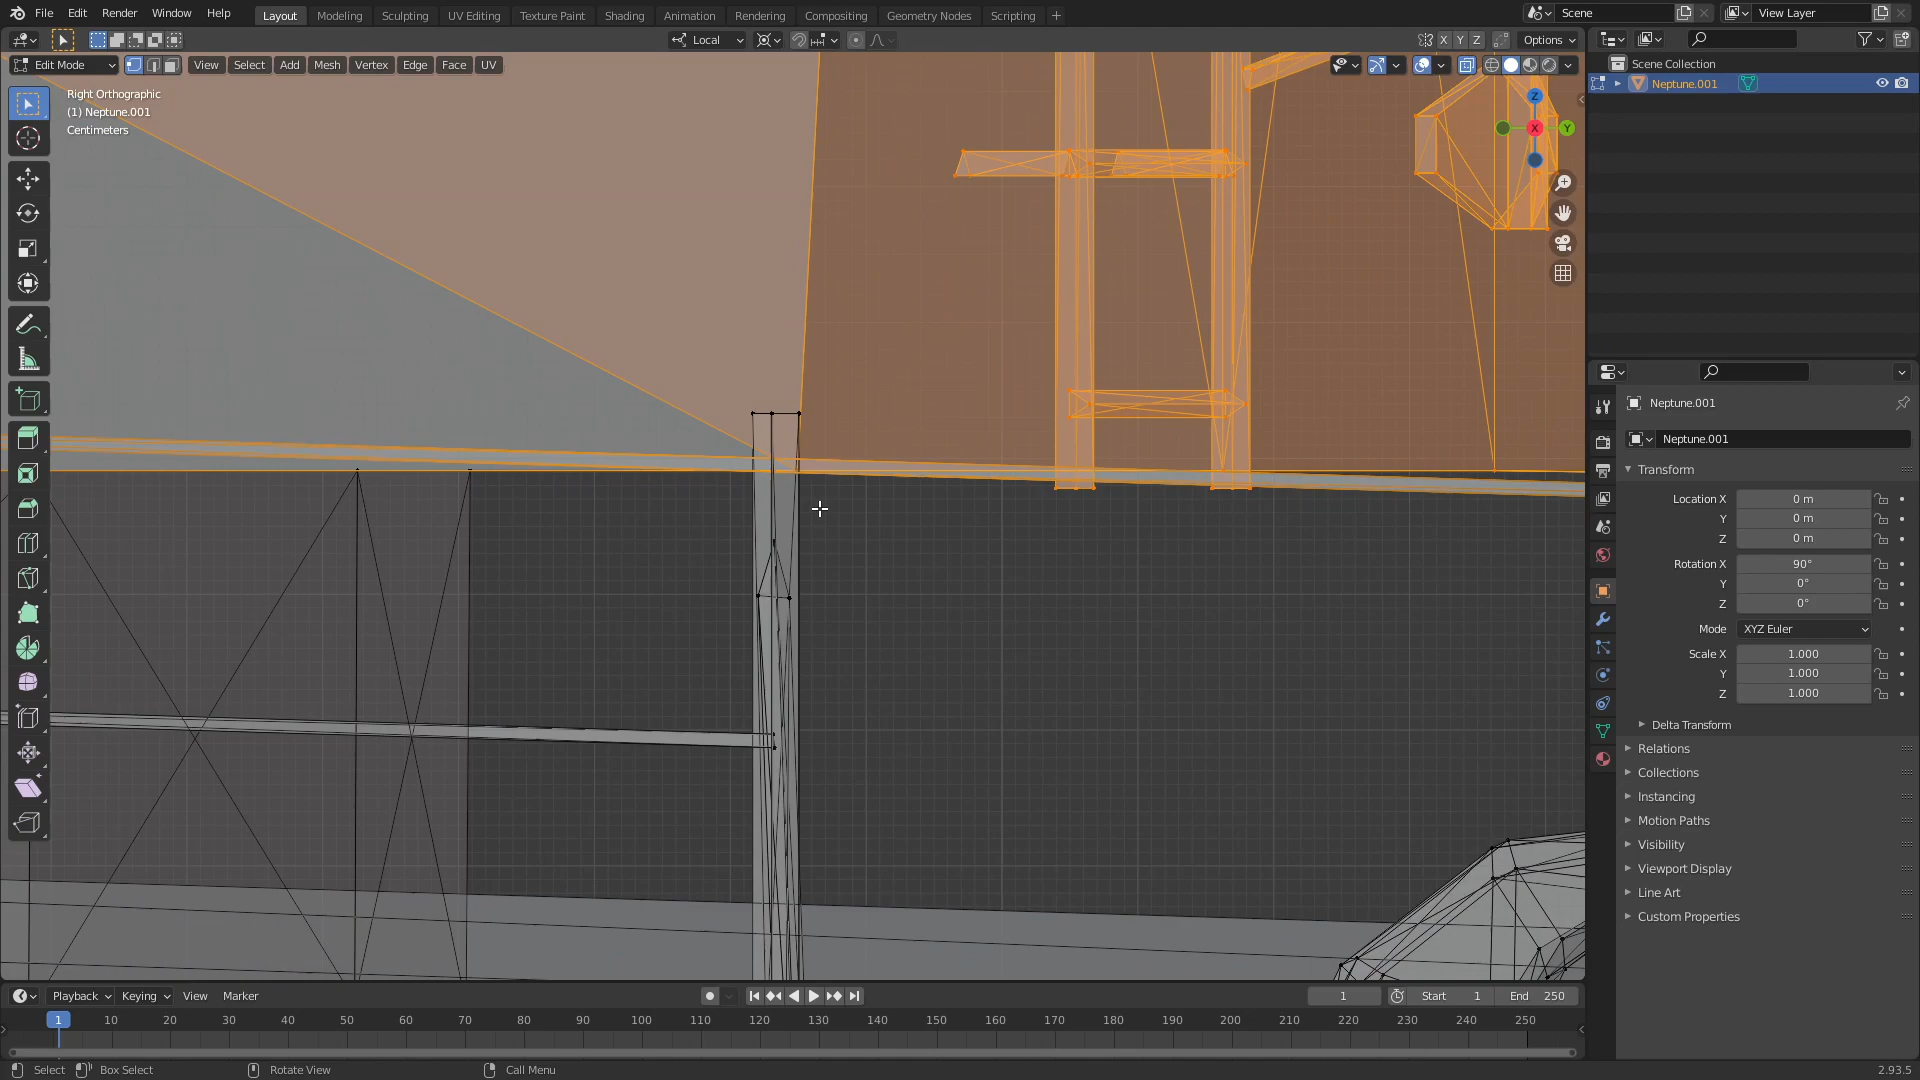 File Edit Render Window Help
Layout Modeling Sculpting UV Editing Texture Paint Shading Animation Rendering Compositing Geometry Nodes Scripting +
Scene
View Layer
Local
X Y Z
Options
Edit Mode
View Select Add Mesh Vertex Edge Face UV
Right Orthographic
(1) Neptune.001
Centimeters
Z
X
Y
Scene Collection
Neptune.001
Neptune.001
Neptune.001
Transform
Location X 0 m
Y 0 m
Z 0 m
Rotation X 90°
Y 0°
Z 0°
Mode XYZ Euler
Scale X 1.000
Y 1.000
Z 1.000
Delta Transform
Relations
Collections
Instancing
Motion Paths
Visibility
Viewport Display
Line Art
Custom Properties
Playback Keying View Marker
1 Start 1 End 250
1 10 20 30 40 50 60 70 80 90 100 110 120 130 140 150 160 170 180 190 200 210 220 230 240 250
Select Box Select Rotate View Call Menu 2.93.5